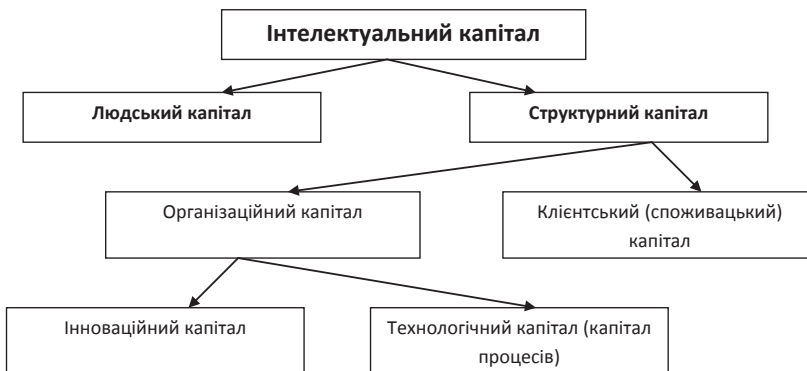 Інтелектуальний капітал
Людський капітал
Структурний капітал
Організаційний капітал
Клієнтський (споживацький)
капітал
Інноваційний капітал
Технологічний капітал (капітал
процесів)